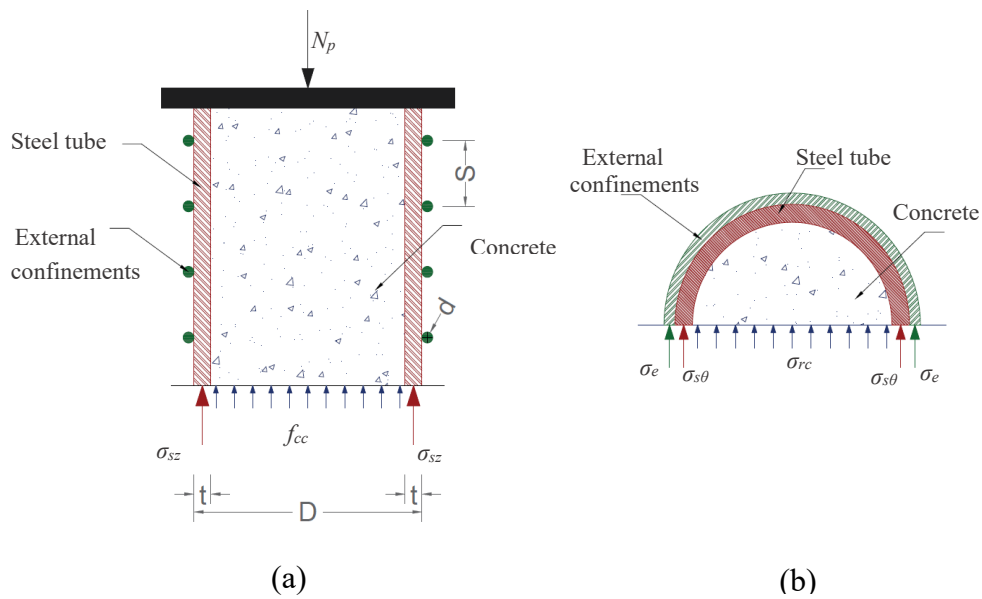 N_p
Steel tube
S
External
confinements
Concrete
d
f_cc
σ_sz
σ_sz
t
t
D
(a)
External
confinements
Steel tube
Concrete
σ_e
σ_sθ
σ_rc
σ_sθ
σ_e
(b)